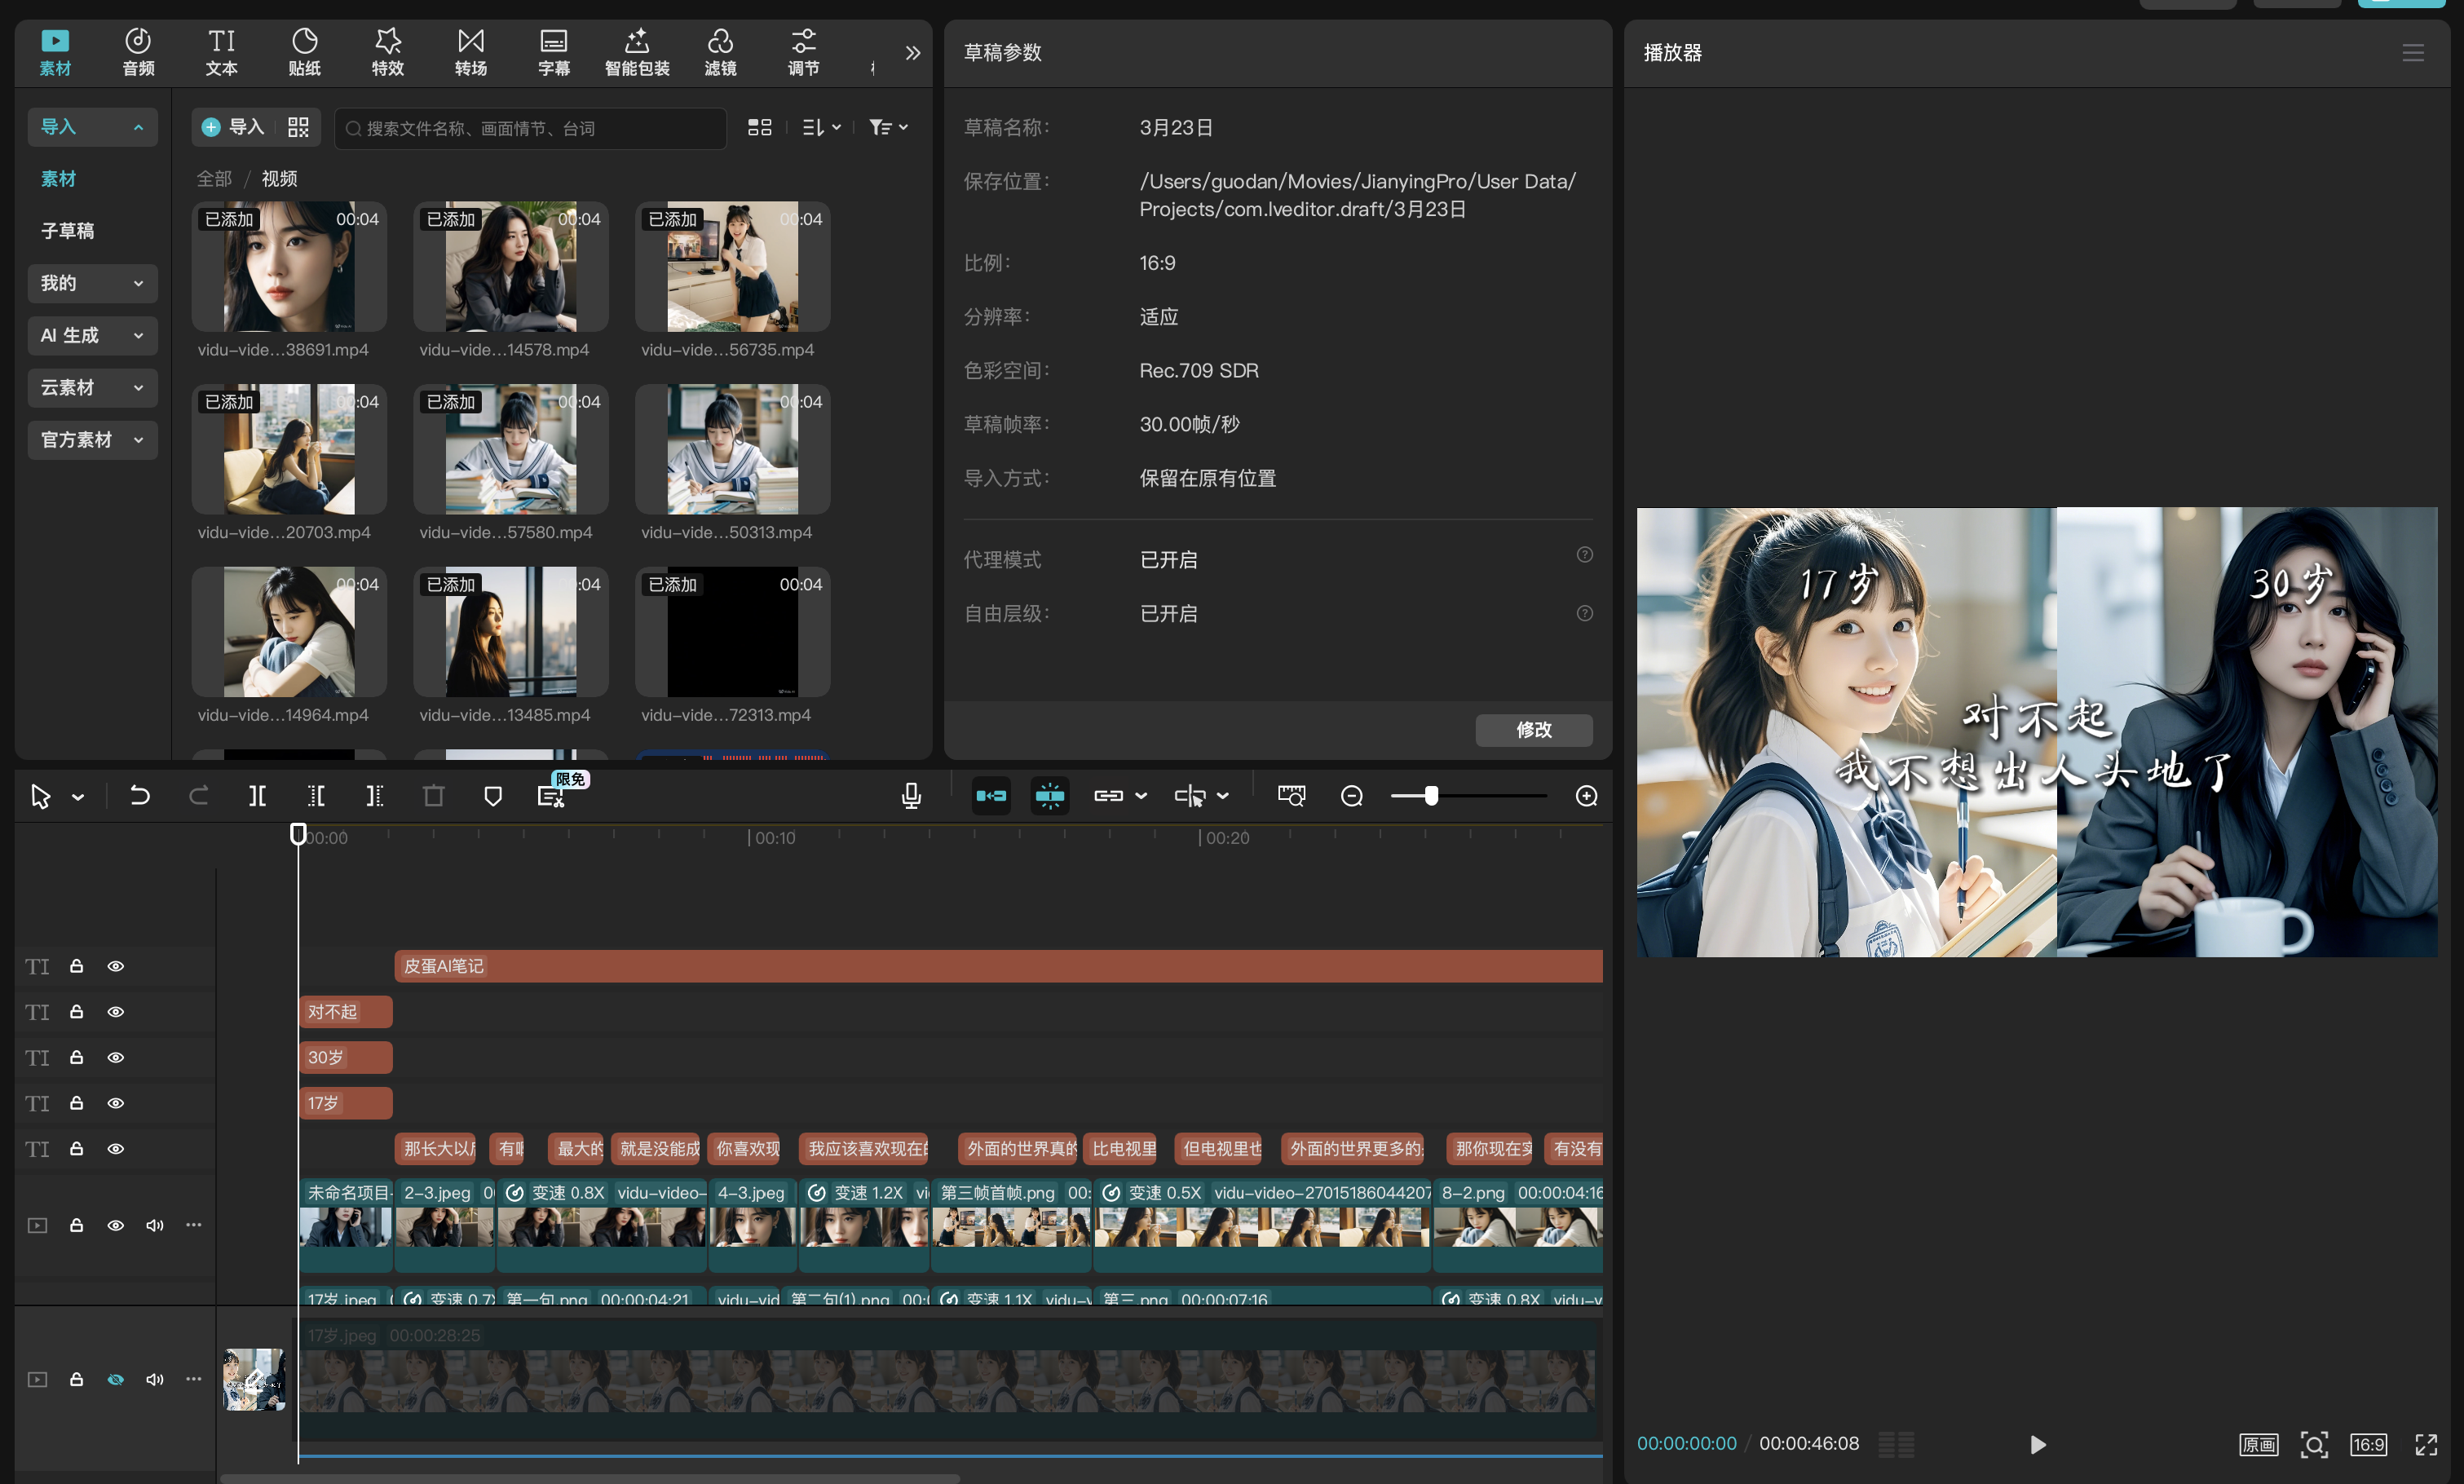 素材
音频
文本
贴纸
特效
转场
字幕
智能包装
滤镜
调节
草稿参数
播放器
导入
素材
子草稿
我的
AI 生成
云素材
官方素材
导入
搜索文件名称、画面情节、台词
全部 / 视频
已添加 00:04
已添加 00:04
已添加 00:04
vidu-vide...38691.mp4
vidu-vide...14578.mp4
vidu-vide...56735.mp4
已添加 00:04
已添加 00:04
已添加 00:04
vidu-vide...20703.mp4
vidu-vide...57580.mp4
vidu-vide...50313.mp4
00:04
已添加 :04
已添加 00:04
vidu-vide...14964.mp4
vidu-vide...13485.mp4
vidu-vide...72313.mp4
草稿名称: 3月23日
保存位置: /Users/guodan/Movies/JianyingPro/User Data/
Projects/com.lveditor.draft/3月23日
比例: 16:9
分辨率: 适应
色彩空间: Rec.709 SDR
草稿帧率: 30.00帧/秒
导入方式: 保留在原有位置
代理模式 已开启
自由层级: 已开启
修改
17岁
30岁
对不起
我不想出人头地了
限免
00:00
00:10
00:20
TI 皮蛋AI笔记
TI 对不起
TI 30岁
TI 17岁
TI 那长大以 有 最大的 就是没能成 你喜欢现 我应该喜欢现在 外面的世界真的 比电视里 但电视里也 外面的世界更多的 那你现在实 有没有
未命名项目 2-3.jpeg 变速 0.8X vidu-video- 4-3.jpeg 变速 1.2X 第三帧首帧.png 00: 变速 0.5X vidu-video-27015186044207 8-2.png 00:00:04:16
17岁.jpeg 变速 0.7X 第一句.png 00:00:04:21 vidu-vid 第二句(1).png 00: 变速 1.1X vidu-v 第三.png 00:00:07:16 变速 0.8X vidu-v
17岁.jpeg 00:00:28:25
00:00:00:00 / 00:00:46:08
原画
16:9